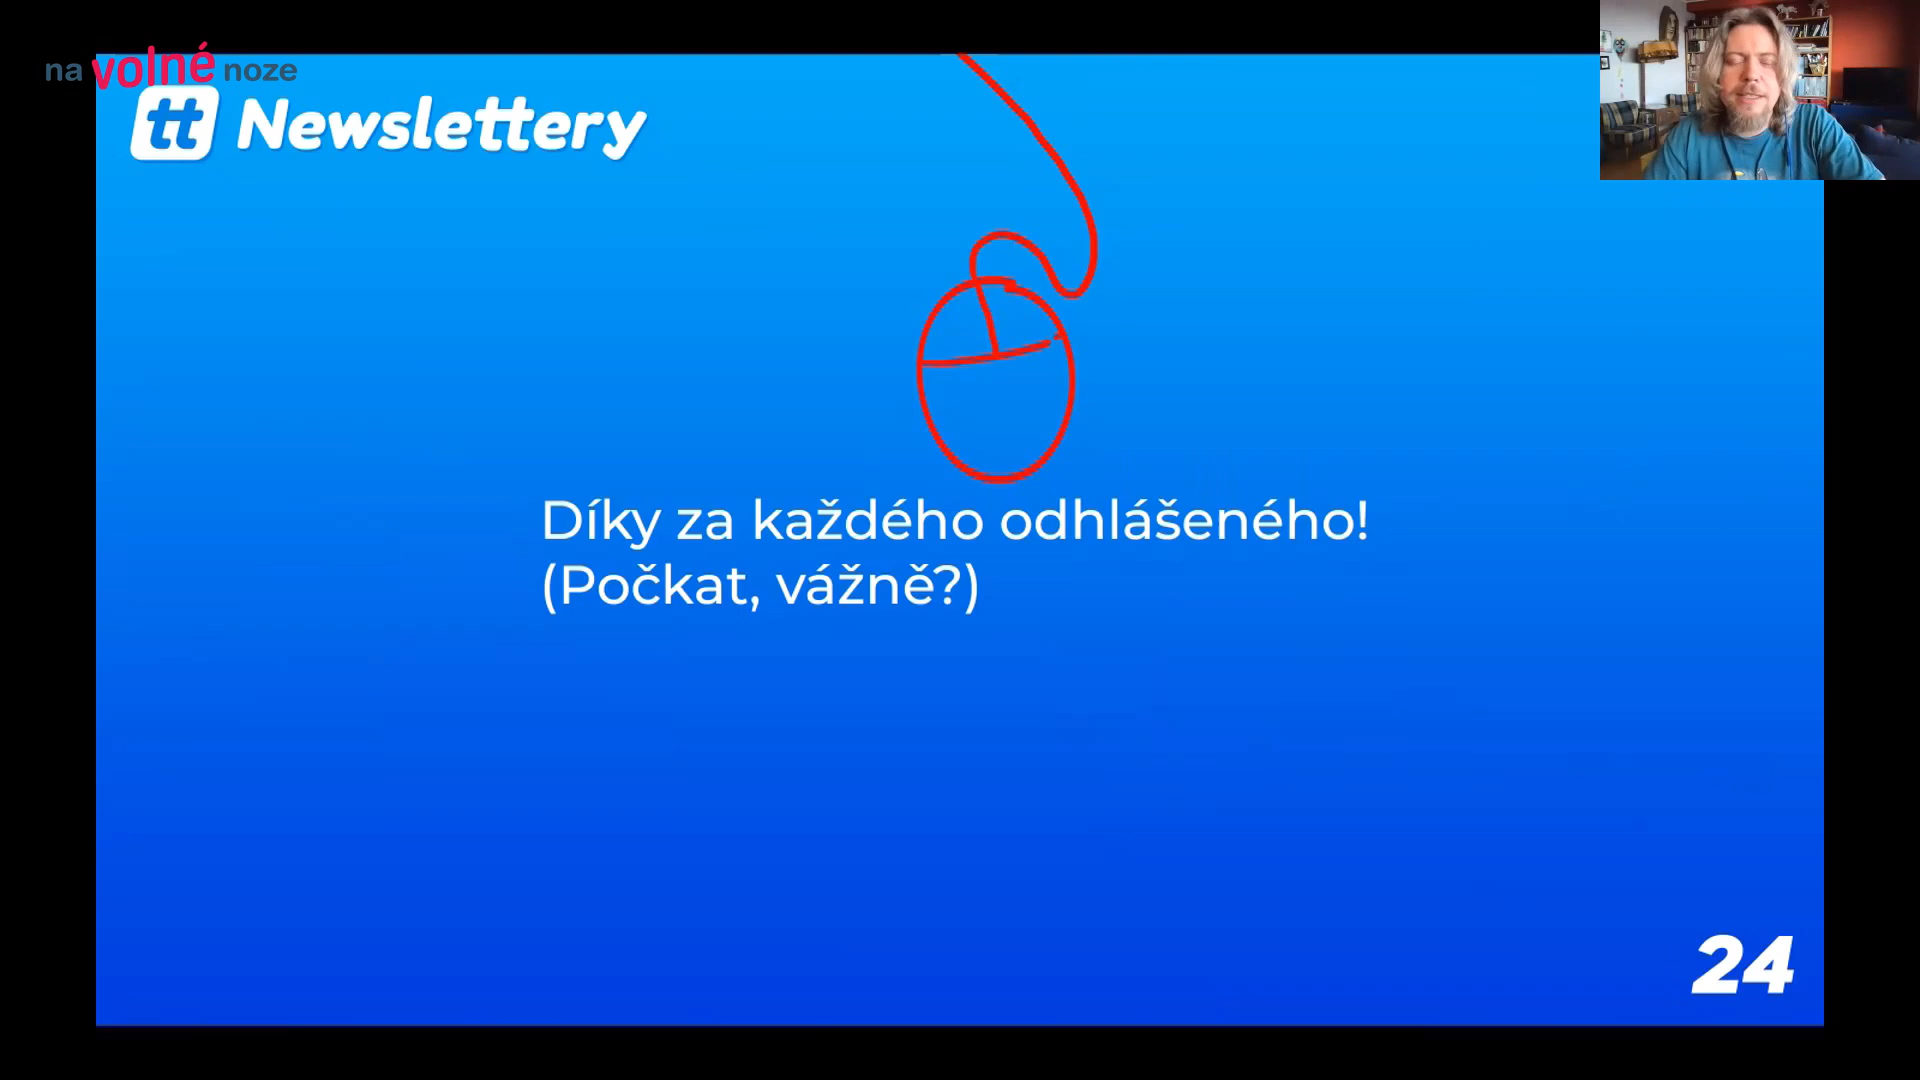 na volné noze
tt Newslettery
Díky za každého odhlášeného!
(Počkat, vážně?)
24